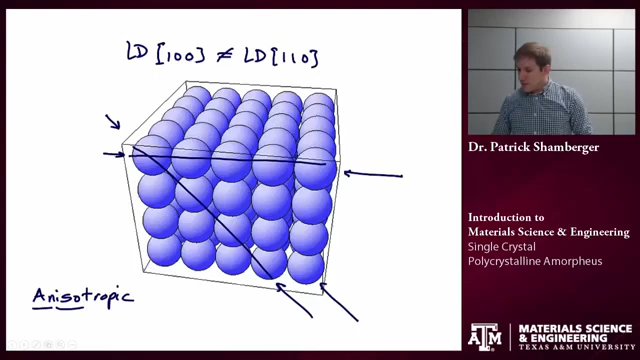 LD [100] ≠ LD [110]
Anisotropic
Dr. Patrick Shamberger
Introduction to
Materials Science & Engineering
Single Crystal
Polycrystalline Amorpheus
ATM
MATERIALS SCIENCE
& ENGINEERING
TEXAS A&M UNIVERSITY